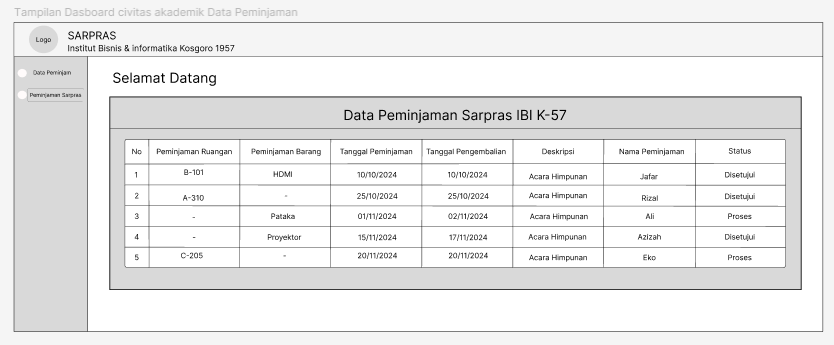 Tampilan Dasboard civitas akademik Data Peminjaman
Logo
SARPRAS
Institut Bisnis & informatika Kosgoro 1957
Data Peminjam
Peminjaman Sarpras
Selamat Datang
Data Peminjaman Sarpras IBI K-57
No Peminjaman Ruangan Peminjaman Barang Tanggal Peminjaman Tanggal Pengembalian Deskripsi Nama Peminjaman Status
1 B-101 HDMI 10/10/2024 10/10/2024 Acara Himpunan Jafar Disetujui
2 A-310 - 25/10/2024 25/10/2024 Acara Himpunan Rizal Disetujui
3 - Pataka 01/11/2024 02/11/2024 Acara Himpunan Ali Proses
4 - Proyektor 15/11/2024 17/11/2024 Acara Himpunan Azizah Disetujui
5 C-205 - 20/11/2024 20/11/2024 Acara Himpunan Eko Proses